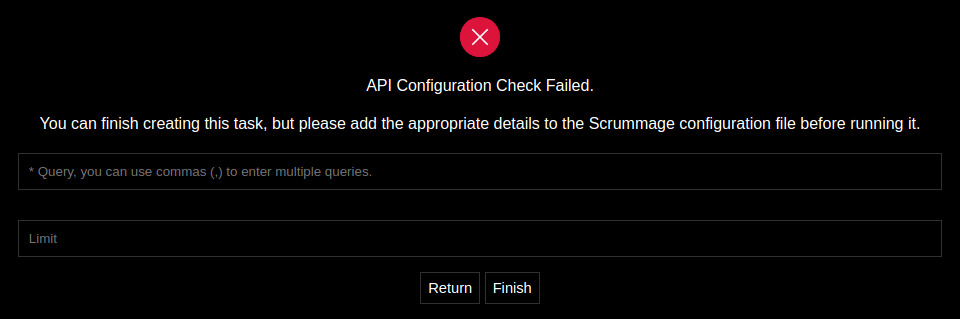 API Configuration Check Failed.
You can finish creating this task, but please add the appropriate details to the Scrummage configuration file before running it.
* Query, you can use commas (,) to enter multiple queries.
Limit
Return Finish